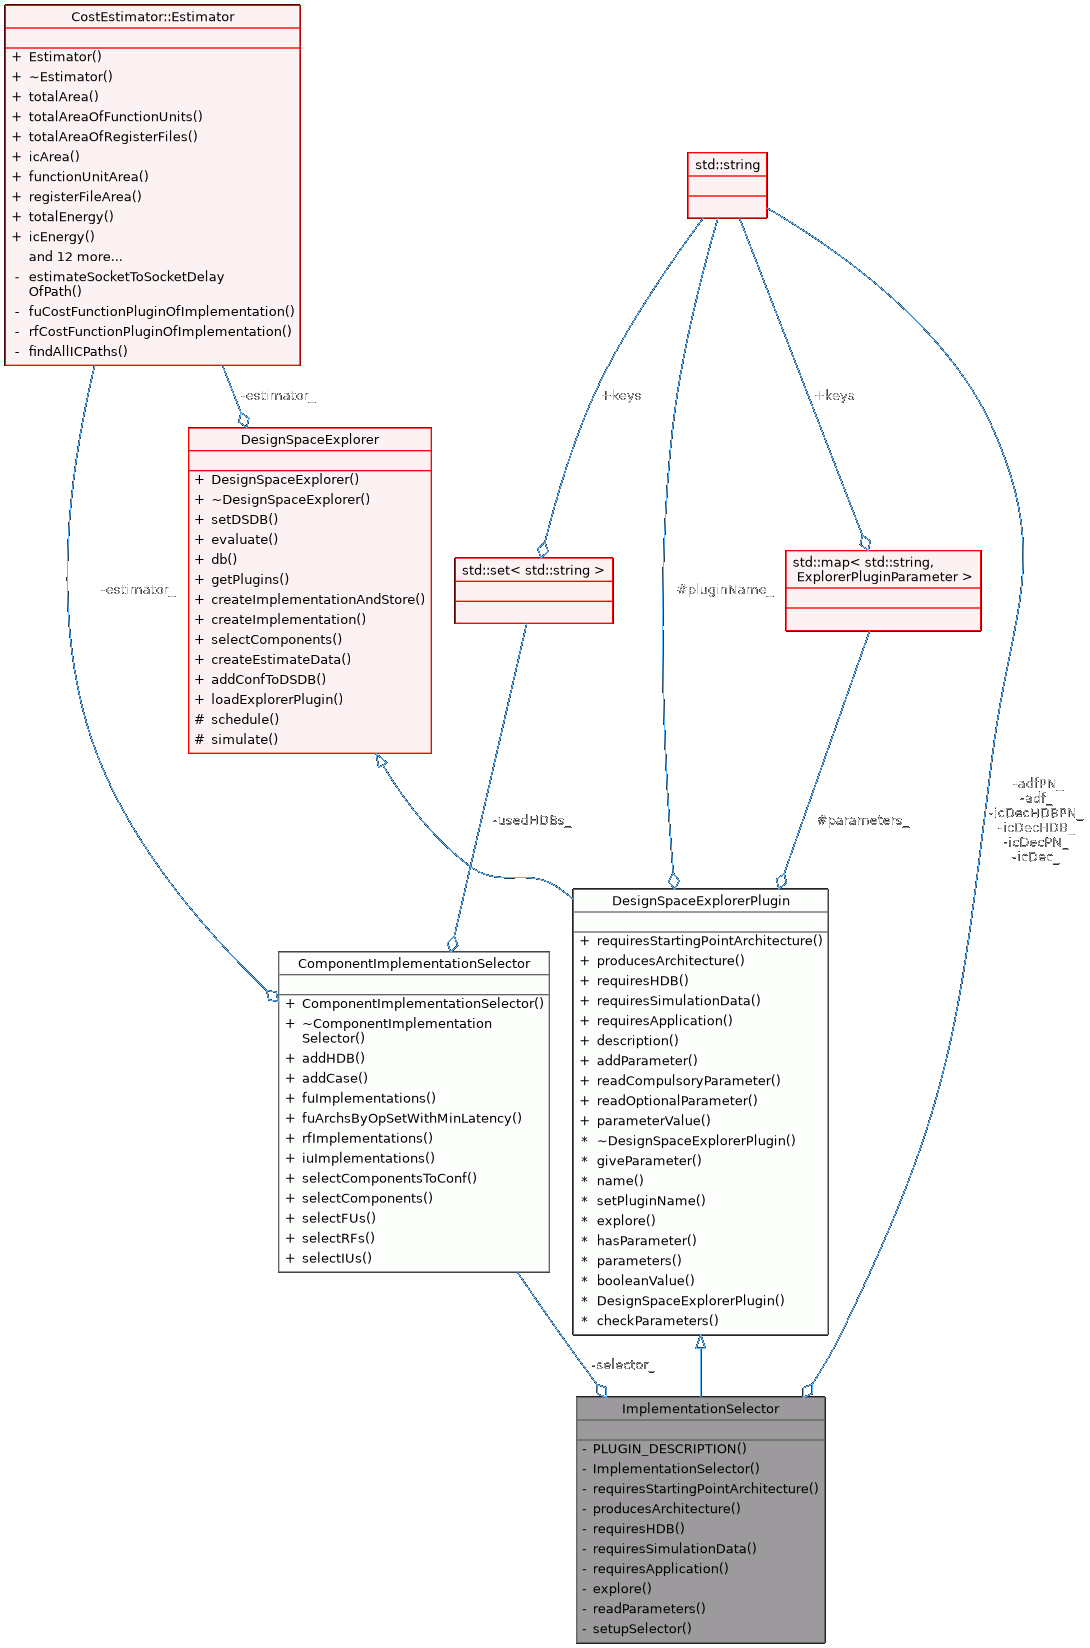 CostEstimator::Estimator
+ Estimator()
+ ~Estimator()
+ totalArea()
+ totalAreaOfFunctionUnits()
+ totalAreaOfRegisterFiles()
+ icArea()
+ functionUnitArea()
+ registerFileArea()
+ totalEnergy()
+ icEnergy()
and 12 more...
- estimateSocketToSocketDelay
OfPath()
- fuCostFunctionPluginOfImplementation()
- rfCostFunctionPluginOfImplementation()
- findAllICPaths()
std::string
-estimator_
+keys
+keys
DesignSpaceExplorer
+ DesignSpaceExplorer()
+ ~DesignSpaceExplorer()
+ setDSDB()
+ evaluate()
+ db()
+ getPlugins()
+ createImplementationAndStore()
+ createImplementation()
+ selectComponents()
+ createEstimateData()
+ addConfToDSDB()
+ loadExplorerPlugin()
# schedule()
# simulate()
std::set< std::string >
std::map< std::string,
ExplorerPluginParameter >
-estimator_
#pluginName_
-adfPN_
-adf_
-icDecHDBPN_
-icDecHDB_
-icDecPN_
-icDec_
-usedHDBs_
#parameters_
DesignSpaceExplorerPlugin
+ requiresStartingPointArchitecture()
+ producesArchitecture()
+ requiresHDB()
+ requiresSimulationData()
+ requiresApplication()
+ description()
+ addParameter()
+ readCompulsoryParameter()
+ readOptionalParameter()
+ parameterValue()
* ~DesignSpaceExplorerPlugin()
* giveParameter()
* name()
* setPluginName()
* explore()
* hasParameter()
* parameters()
* booleanValue()
* DesignSpaceExplorerPlugin()
* checkParameters()
ComponentImplementationSelector
+ ComponentImplementationSelector()
+ ~ComponentImplementation
Selector()
+ addHDB()
+ addCase()
+ fuImplementations()
+ fuArchsByOpSetWithMinLatency()
+ rfImplementations()
+ iuImplementations()
+ selectComponentsToConf()
+ selectComponents()
+ selectFUs()
+ selectRFs()
+ selectIUs()
-selector_
ImplementationSelector
- PLUGIN_DESCRIPTION()
- ImplementationSelector()
- requiresStartingPointArchitecture()
- producesArchitecture()
- requiresHDB()
- requiresSimulationData()
- requiresApplication()
- explore()
- readParameters()
- setupSelector()